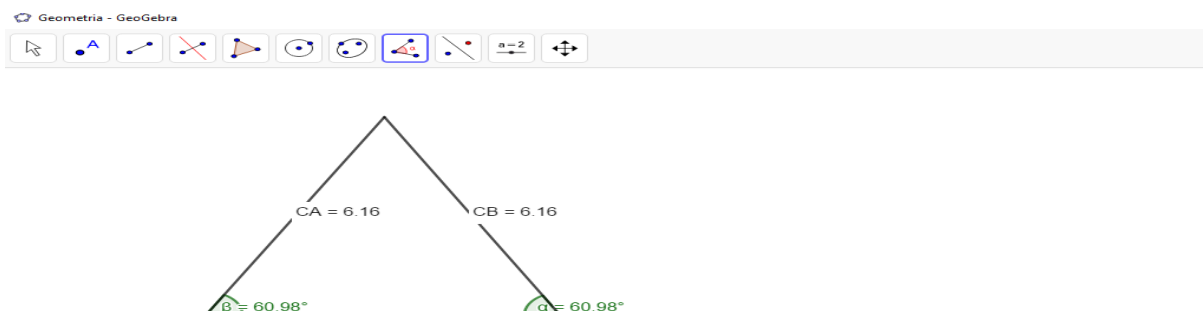 Geometria - GeoGebra
A
α
a=2
CA = 6.16
CB = 6.16
β = 60.98°
α = 60.98°